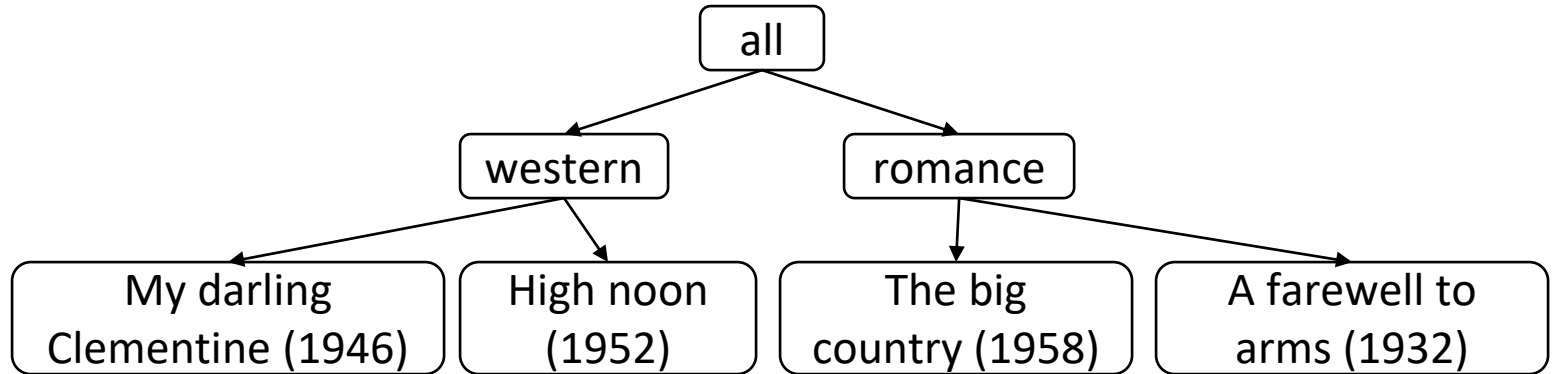 all
western
romance
My darling
Clementine (1946)
High noon
(1952)
The big
country (1958)
A farewell to
arms (1932)